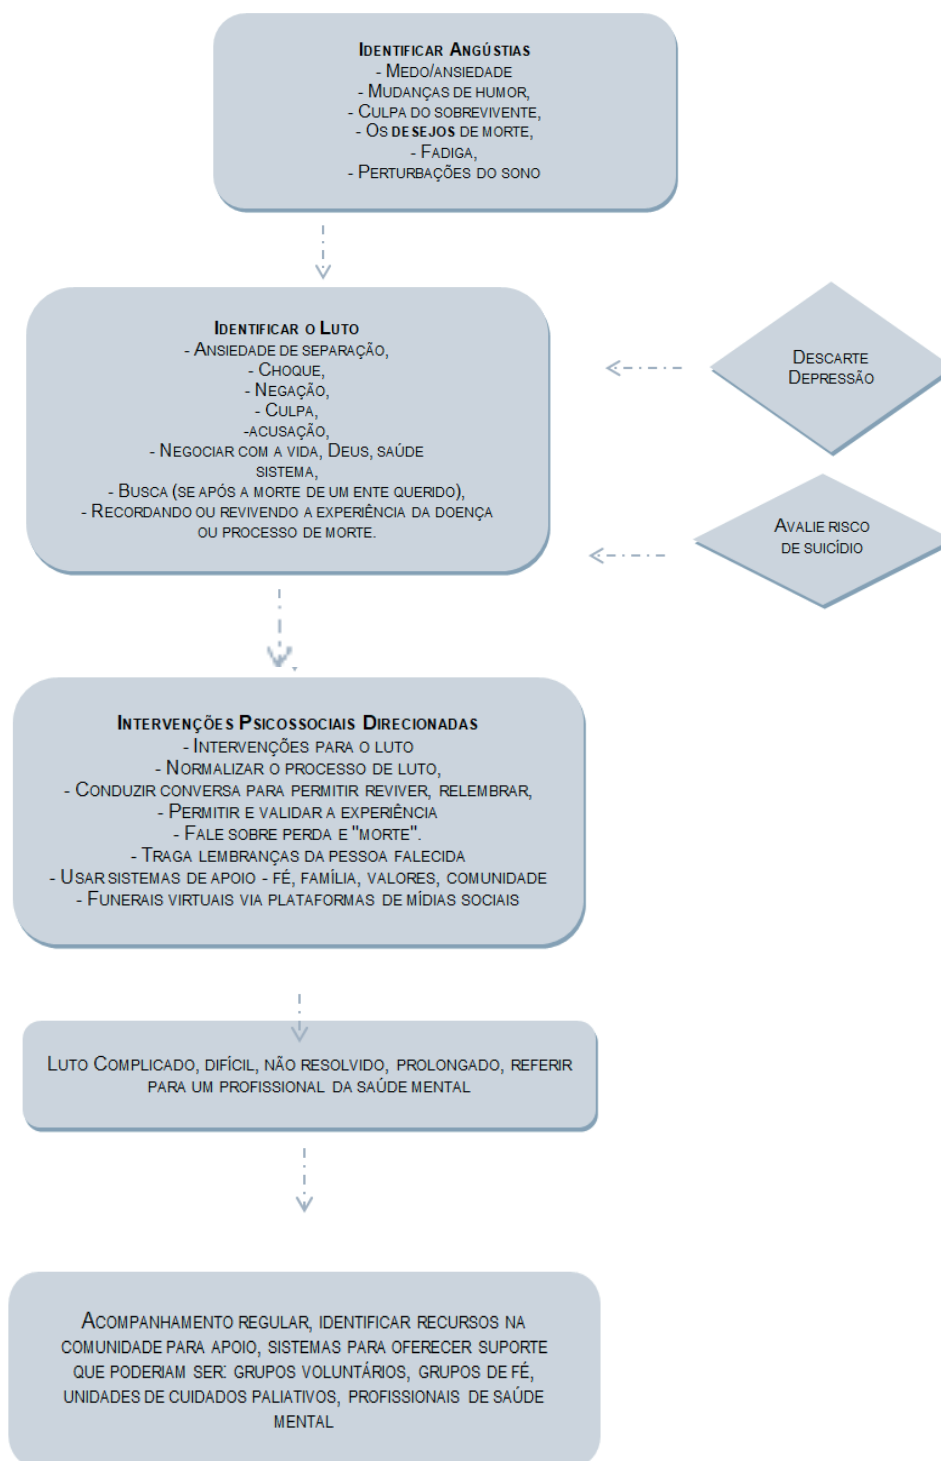 IDENTIFICAR ANGÚSTIAS
- MEDO/ANSIEDADE
- MUDANÇAS DE HUMOR,
- CULPA DO SOBREVIVENTE,
- OS DESEJOS DE MORTE,
- FADIGA,
- PERTURBAÇÕES DO SONO
IDENTIFICAR O LUTO
- ANSIEDADE DE SEPARAÇÃO,
- CHOQUE,
- NEGAÇÃO,
- CULPA,
-ACUSAÇÃO,
- NEGOCIAR COM A VIDA, DEUS, SAÚDE
SISTEMA,
- BUSCA (SE APÓS A MORTE DE UM ENTE QUERIDO),
- RECORDANDO OU REVIVENDO A EXPERIÊNCIA DA DOENÇA
OU PROCESSO DE MORTE.
DESCARTE
DEPRESSÃO
AVALIE RISCO
DE SUICÍDIO
INTERVENÇÕES PSICOSSOCIAIS DIRECIONADAS
- INTERVENÇÕES PARA O LUTO
- NORMALIZAR O PROCESSO DE LUTO,
- CONDUZIR CONVERSA PARA PERMITIR REVIVER, RELEMBRAR,
- PERMITIR E VALIDAR A EXPERIÊNCIA
- FALE SOBRE PERDA E "MORTE".
- TRAGA LEMBRANÇAS DA PESSOA FALECIDA
- USAR SISTEMAS DE APOIO - FÉ, FAMÍLIA, VALORES, COMUNIDADE
- FUNERAIS VIRTUAIS VIA PLATAFORMAS DE MÍDIAS SOCIAIS
LUTO COMPLICADO, DIFÍCIL, NÃO RESOLVIDO, PROLONGADO, REFERIR
PARA UM PROFISSIONAL DA SAÚDE MENTAL
ACOMPANHAMENTO REGULAR, IDENTIFICAR RECURSOS NA
COMUNIDADE PARA APOIO, SISTEMAS PARA OFERECER SUPORTE
QUE PODERIAM SER: GRUPOS VOLUNTÁRIOS, GRUPOS DE FÉ,
UNIDADES DE CUIDADOS PALIATIVOS, PROFISSIONAIS DE SAÚDE
MENTAL